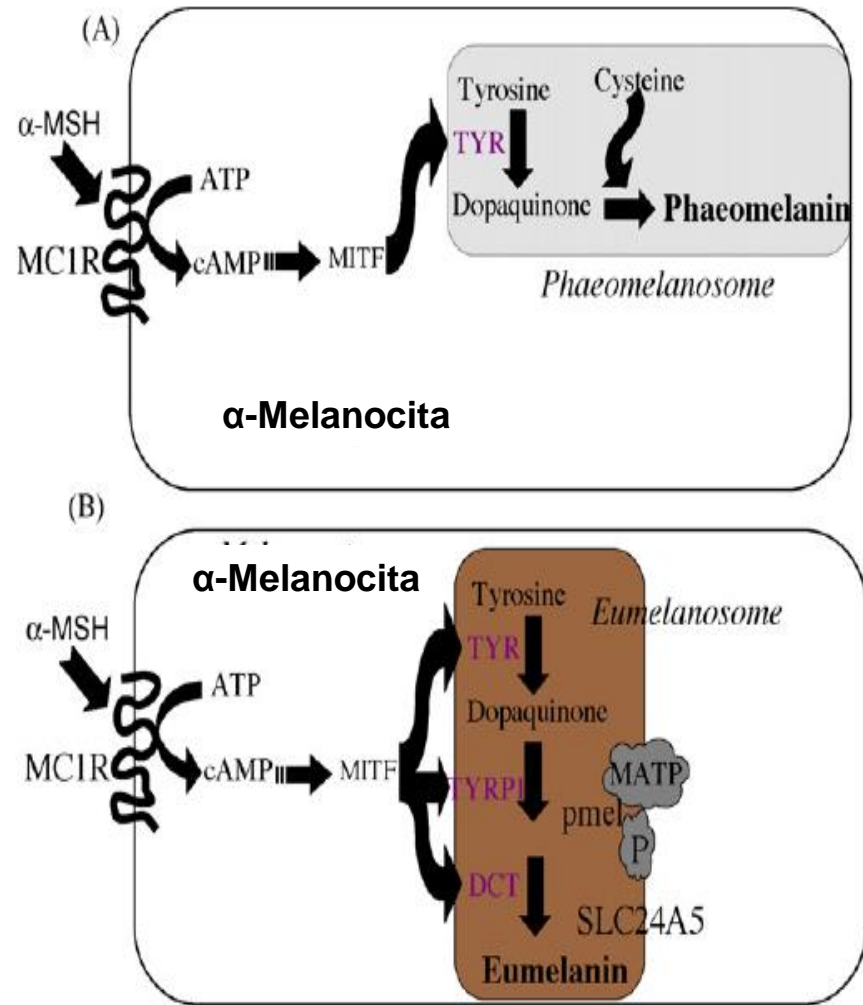 (A)
α-MSH
MC1R
ATP
cAMP
MITF
Tyrosine
Cysteine
TYR
Dopaquinone
Phaeomelanin
Phaeomelanosome
α-Melanocita
(B)
α-Melanocita
α-MSH
MC1R
ATP
cAMP
MITF
Tyrosine
Eumelanosome
TYR
Dopaquinone
TYRP1
MATP
pmel
P
DCT
SLC24A5
Eumelanin